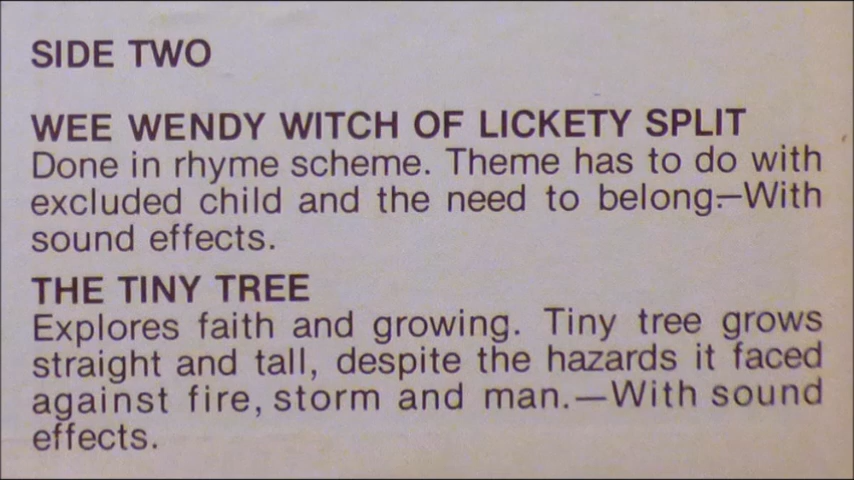 SIDE TWO
WEE WENDY WITCH OF LICKETY SPLIT
Done in rhyme scheme. Theme has to do with
excluded child and the need to belong.—With
sound effects.
THE TINY TREE
Explores faith and growing. Tiny tree grows
straight and tall, despite the hazards it faced
against fire, storm and man.—With sound
effects.